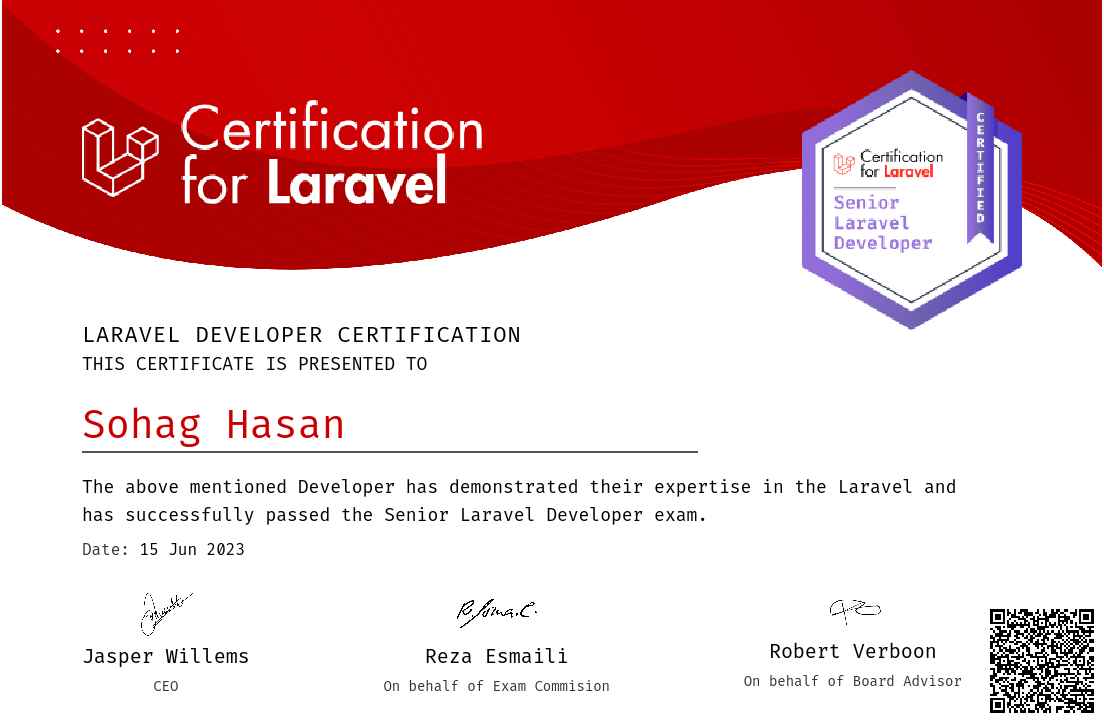 Certification
for Laravel
CERTIFIED
Certification
for Laravel
Senior
Laravel
Developer
LARAVEL DEVELOPER CERTIFICATION
THIS CERTIFICATE IS PRESENTED TO
Sohag Hasan
The above mentioned Developer has demonstrated their expertise in the Laravel and
has successfully passed the Senior Laravel Developer exam.
Date: 15 Jun 2023
Jasper Willems
CEO
Reza Esmaili
On behalf of Exam Commision
Robert Verboon
On behalf of Board Advisor